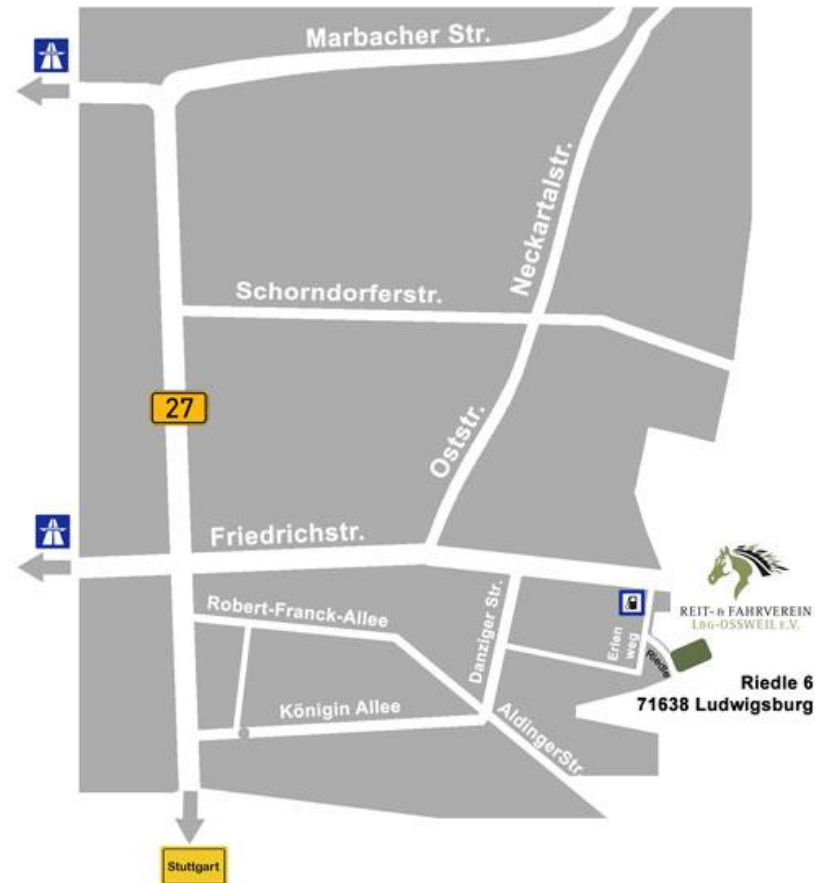 Marbacher Str.
Neckartalstr.
Schorndorferstr.
27
Oststr.
Friedrichstr.
Robert-Franck-Allee
Danziger Str.
Erlen
weg
REIT- & FAHRVEREIN
LBG-OSSWEIL E.V.
Riedle
Riedle 6
71638 Ludwigsburg
Königin Allee
AldingerStr
Stuttgart